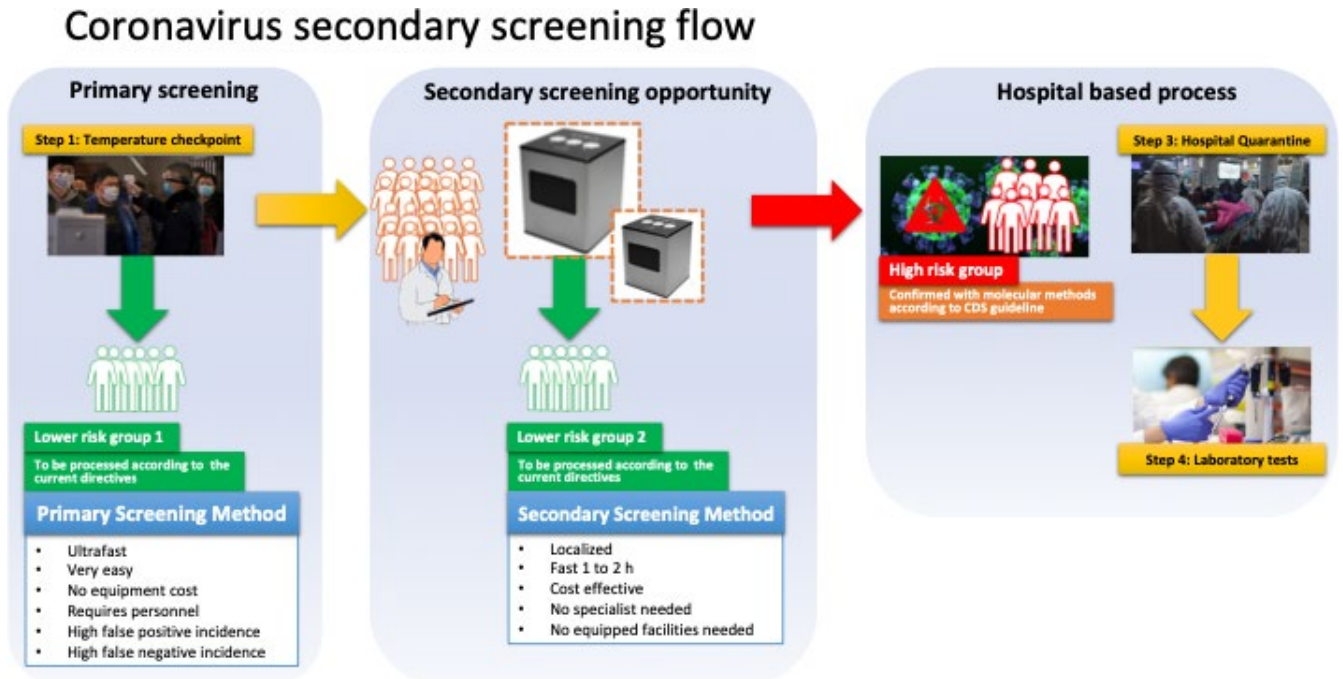 Coronavirus secondary screening flow
Primary screening
Step 1: Temperature checkpoint
Lower risk group 1
To be processed according to the
current directives
Primary Screening Method
• Ultrafast
• Very easy
• No equipment cost
• Requires personnel
• High false positive incidence
• High false negative incidence
Secondary screening opportunity
Lower risk group 2
To be processed according to the
current directives
Secondary Screening Method
• Localized
• Fast 1 to 2 h
• Cost effective
• No specialist needed
• No equipped facilities needed
Hospital based process
High risk group
Confirmed with molecular methods
according to CDS guideline
Step 3: Hospital Quarantine
Step 4: Laboratory tests